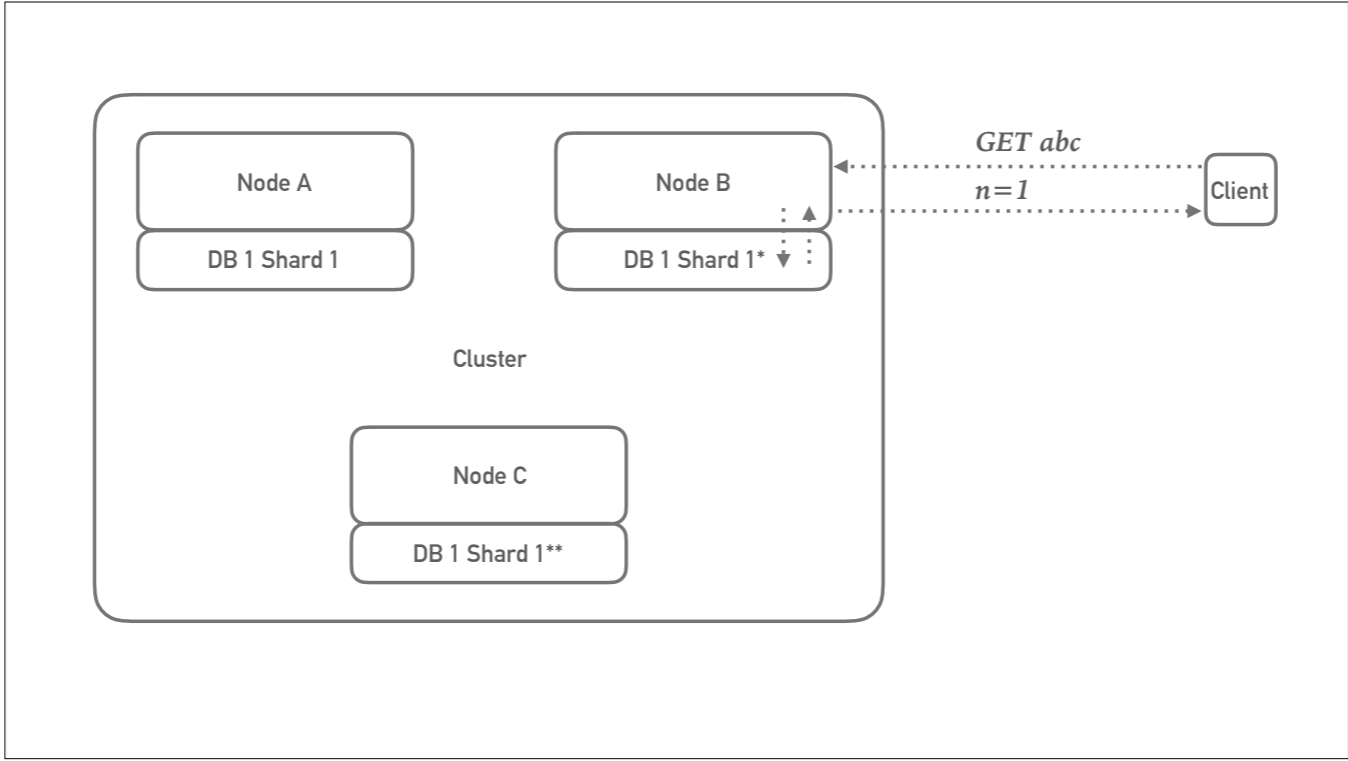 Node A
DB 1 Shard 1
Node B
DB 1 Shard 1*
GET abc
n=1
Client
Cluster
Node C
DB 1 Shard 1**